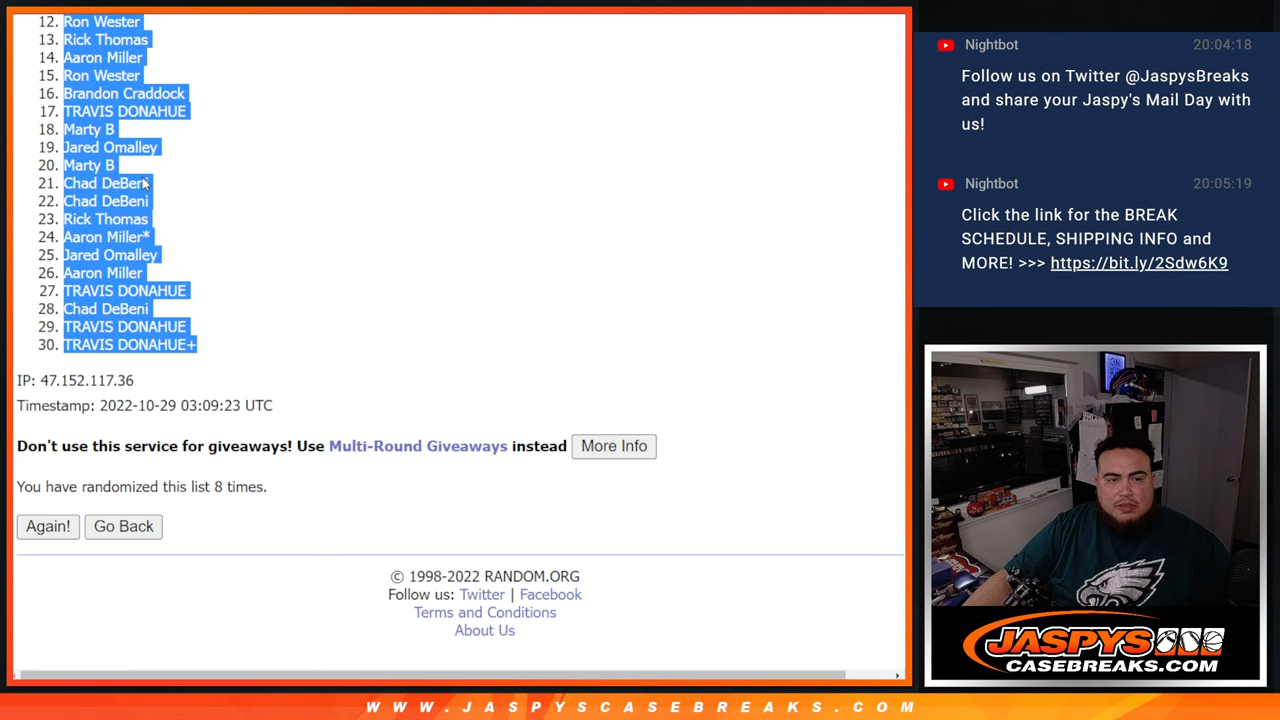 12. Ron Wester
13. Rick Thomas
14. Aaron Miller
15. Ron Wester
16. Brandon Craddock
17. TRAVIS DONAHUE
18. Marty B
19. Jared Omalley
20. Marty B
21. Chad DeBeni
22. Chad DeBeni
23. Rick Thomas
24. Aaron Miller*
25. Jared Omalley
26. Aaron Miller
27. TRAVIS DONAHUE
28. Chad DeBeni
29. TRAVIS DONAHUE
30. TRAVIS DONAHUE+
IP: 47.152.117.36
Timestamp: 2022-10-29 03:09:23 UTC
Don't use this service for giveaways! Use Multi-Round Giveaways instead More Info
You have randomized this list 8 times.
Again! Go Back
© 1998-2022 RANDOM.ORG
Follow us: Twitter | Facebook
Terms and Conditions
About Us
Nightbot 20:04:18
Follow us on Twitter @JaspysBreaks
and share your Jaspy's Mail Day with
us!
Nightbot 20:05:19
Click the link for the BREAK
SCHEDULE, SHIPPING INFO and
MORE! >>> https://bit.ly/2Sdw6K9
JASPYS
CASEBREAKS.COM
WWW.JASPYSCASEBREAKS.COM